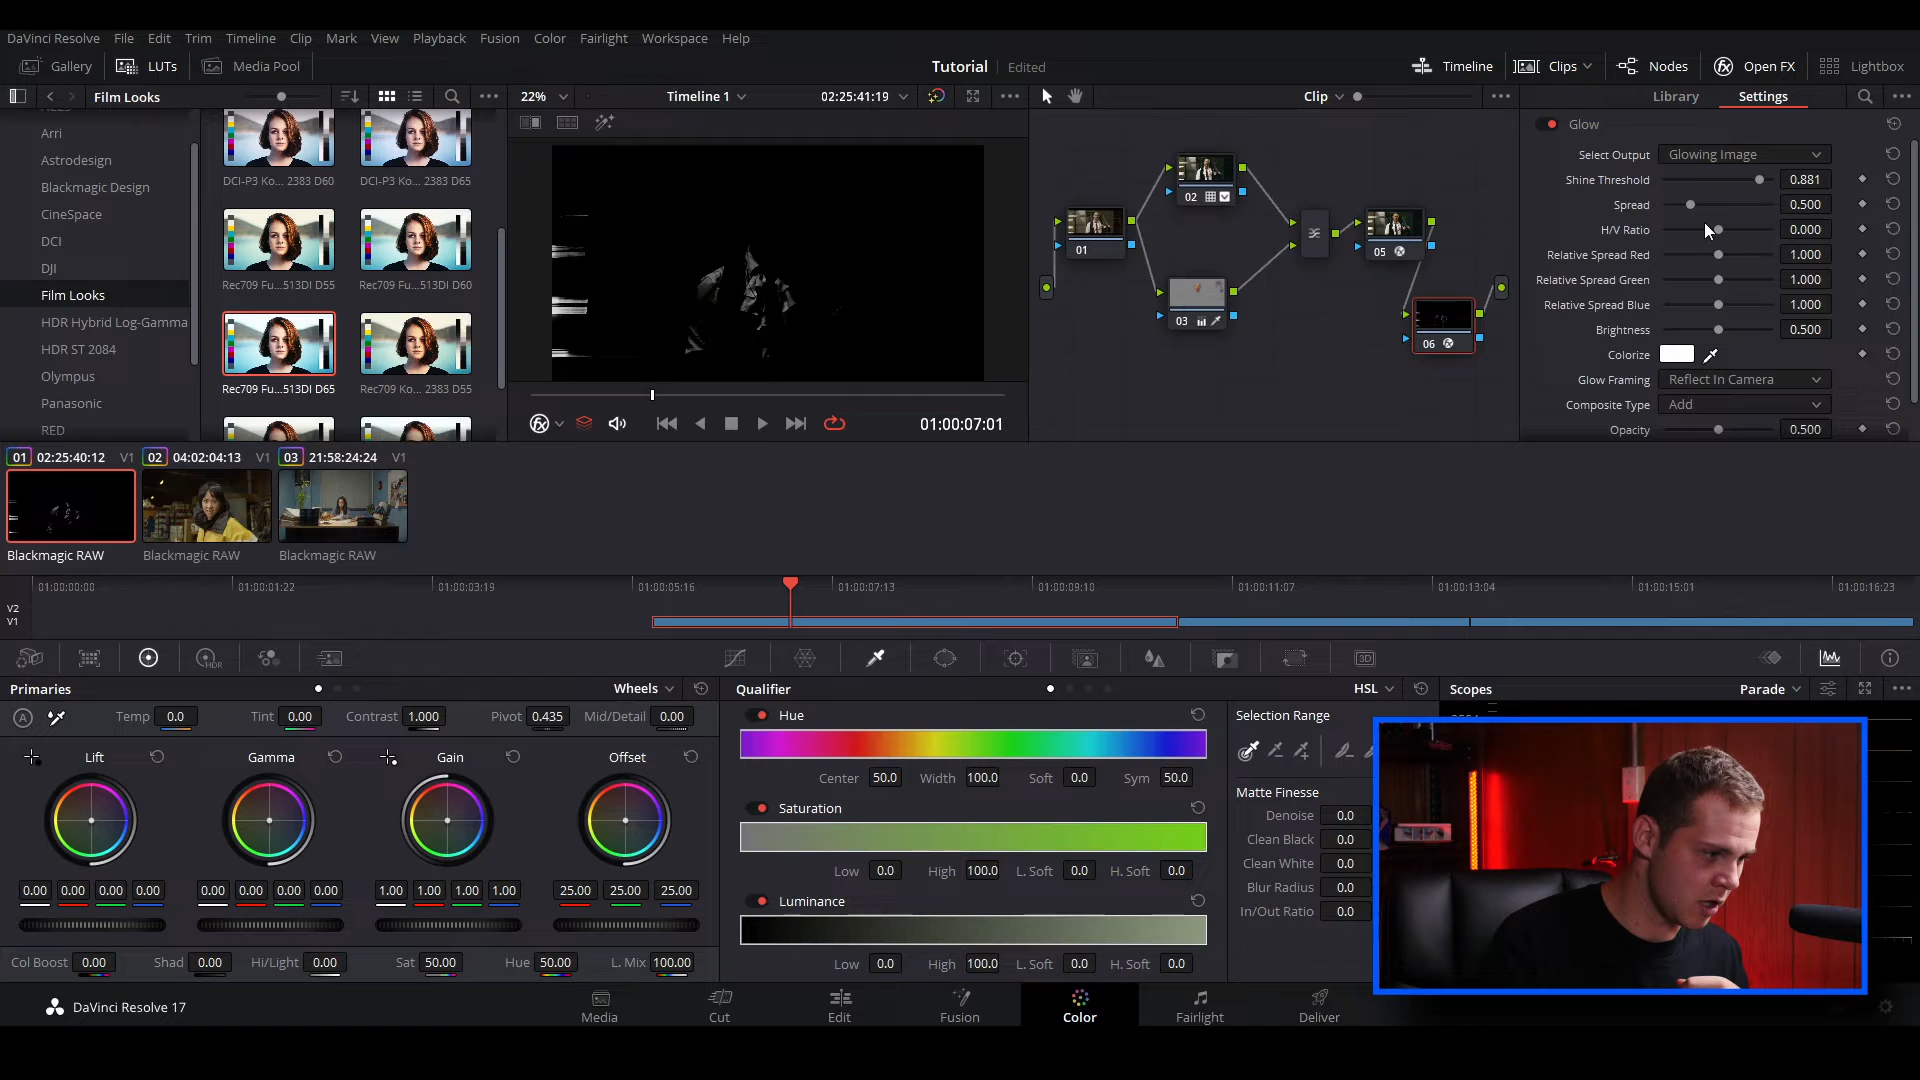 DaVinci Resolve File Edit Trim Timeline Clip Mark View Playback Fusion Color Fairlight Workspace Help
Gallery LUTs Media Pool Tutorial Edited Timeline Clips Nodes Open FX Lightbox
Film Looks 22% Timeline 1 02:25:41:19 Clip Library Settings
Arri
Astrodesign
Blackmagic Design
CineSpace
DCI
DJI
Film Looks
HDR Hybrid Log-Gamma
HDR ST 2084
Olympus
Panasonic
RED
DCI-P3 Ko... 2383 D60 DCI-P3 Ko... 2383 D65
Rec709 Fu...513DI D55 Rec709 Fu...513DI D60
Rec709 Fu...513DI D65 Rec709 Ko... 2383 D55
01:00:07:01
01
02
03
05
06
Glow
Select Output Glowing Image
Shine Threshold 0.881
Spread 0.500
H/V Ratio 0.000
Relative Spread Red 1.000
Relative Spread Green 1.000
Relative Spread Blue 1.000
Brightness 0.500
Colorize
Glow Framing Reflect In Camera
Composite Type Add
Opacity 0.500
01 02:25:40:12 V1 02 04:02:04:13 V1 03 21:58:24:24 V1
Blackmagic RAW Blackmagic RAW Blackmagic RAW
01:00:00:00 01:00:01:22 01:00:03:19 01:00:05:16 01:00:07:13 01:00:09:10 01:00:11:07 01:00:13:04 01:00:15:01 01:00:16:23
V2
V1
HDR 3D
Primaries Wheels
A Temp 0.0 Tint 0.00 Contrast 1.000 Pivot 0.435 Mid/Detail 0.00
Lift Gamma Gain Offset
0.00 0.00 0.00 0.00 0.00 0.00 0.00 0.00 1.00 1.00 1.00 1.00 25.00 25.00 25.00
Col Boost 0.00 Shad 0.00 Hi/Light 0.00 Sat 50.00 Hue 50.00 L. Mix 100.00
Qualifier HSL
Hue
Center 50.0 Width 100.0 Soft 0.0 Sym 50.0
Saturation
Low 0.0 High 100.0 L. Soft 0.0 H. Soft 0.0
Luminance
Low 0.0 High 100.0 L. Soft 0.0 H. Soft 0.0
Selection Range
Matte Finesse
Denoise 0.0
Clean Black 0.0
Clean White 0.0
Blur Radius 0.0
In/Out Ratio 0.0
Scopes Parade
DaVinci Resolve 17 Media Cut Edit Fusion Color Fairlight Deliver